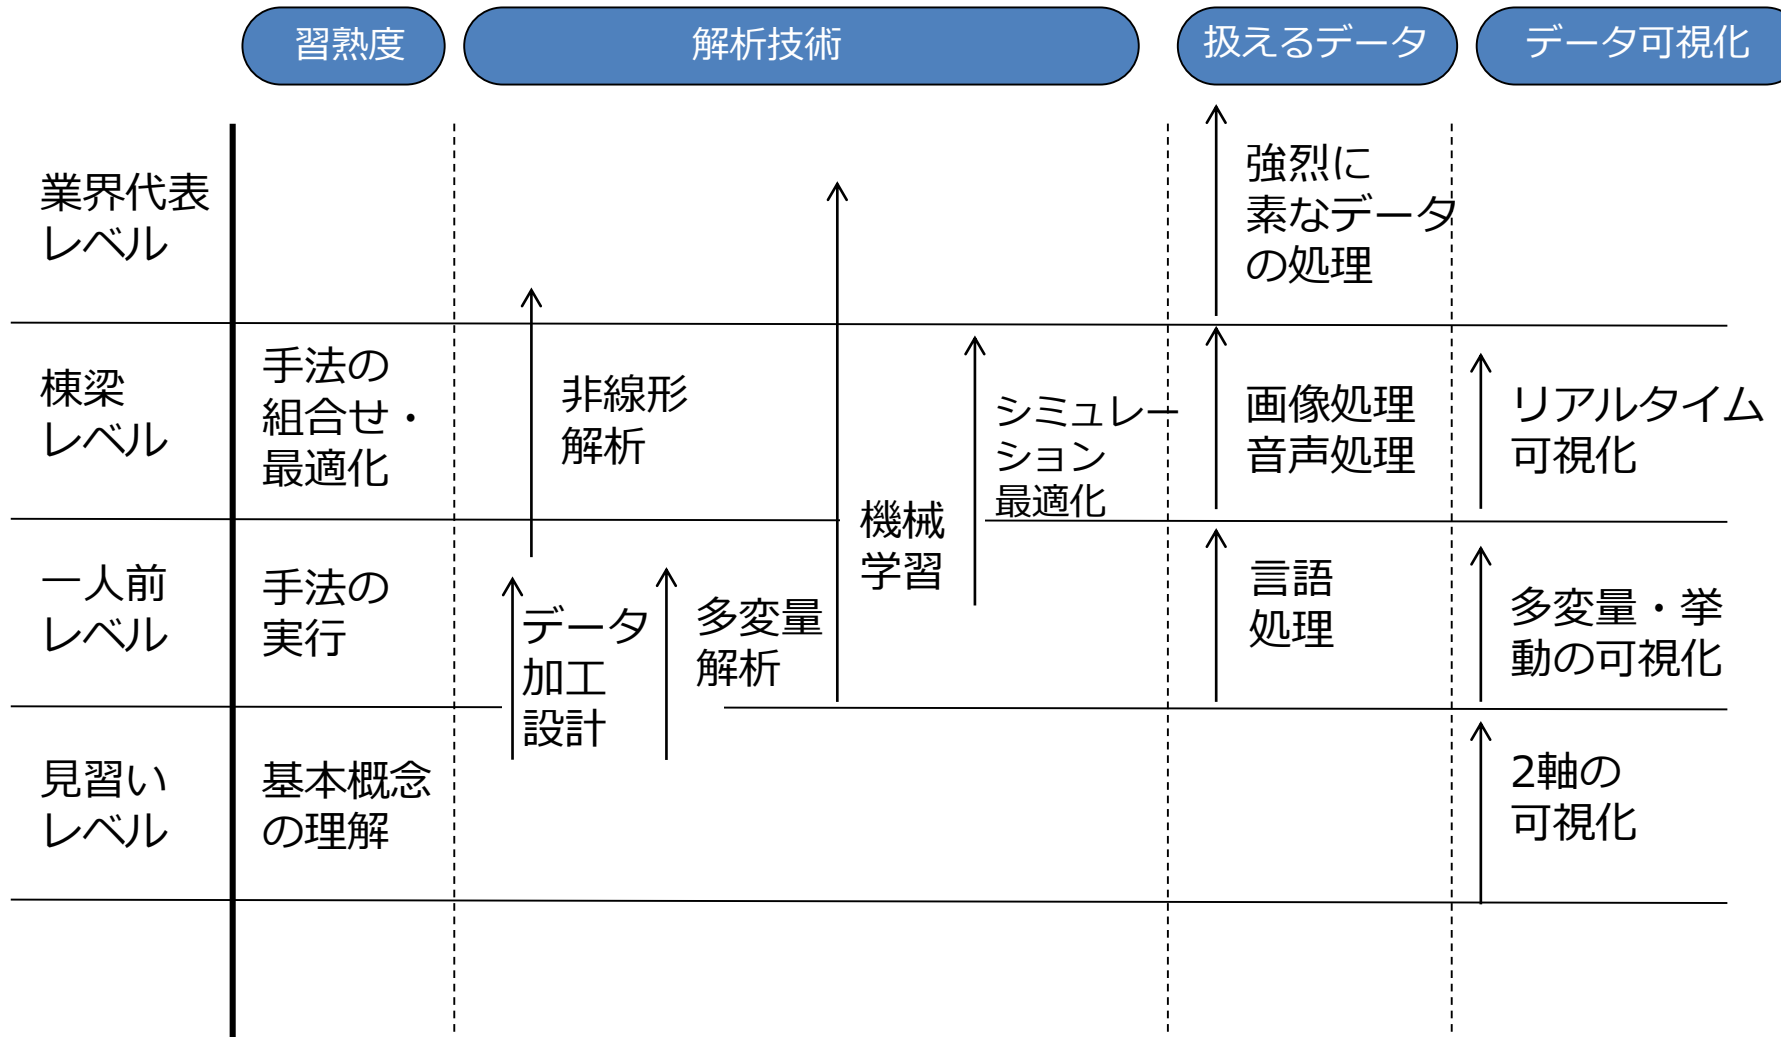 習熟度
解析技術
扱えるデータ
データ可視化
業界代表
レベル
強烈に
素なデータ
の処理
棟梁
レベル
手法の
組合せ・
最適化
非線形
解析
シミュレー
ション
最適化
画像処理
音声処理
リアルタイム
可視化
一人前
レベル
手法の
実行
データ
加工
設計
多変量
解析
機械
学習
言語
処理
多変量・挙
動の可視化
見習い
レベル
基本概念
の理解
2軸の
可視化